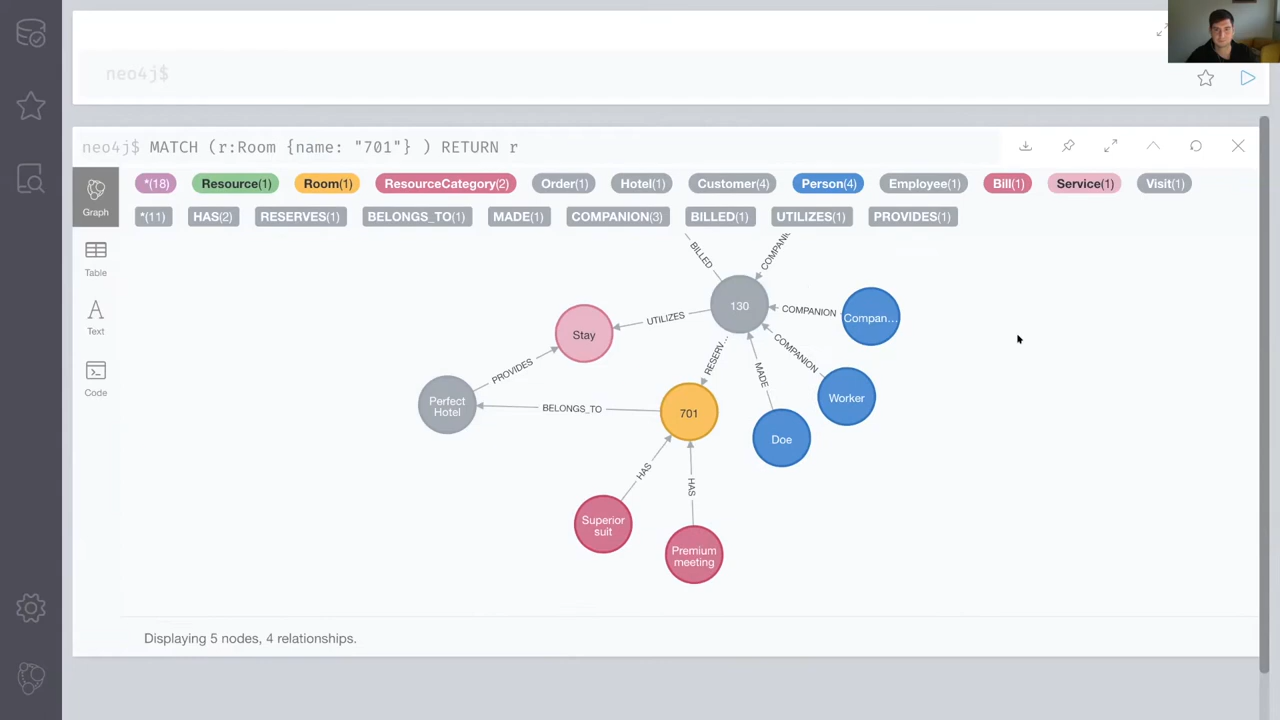 neo4j$
neo4j$ MATCH (r:Room {name: "701"} ) RETURN r
*(18) Resource(1) Room(1) ResourceCategory(2) Order(1) Hotel(1) Customer(4) Person(4) Employee(1) Bill(1) Service(1) Visit(1)
*(11) HAS(2) RESERVES(1) BELONGS_TO(1) MADE(1) COMPANION(3) BILLED(1) UTILIZES(1) PROVIDES(1)
Graph
Table
Text
Code
BILLED
COMPANI
130
COMPANION
Compan...
UTILIZES
Stay
COMPANION
RESERV...
MADE
PROVIDES
Worker
Perfect
Hotel
BELONGS_TO
701
Doe
HAS
HAS
Superior
suit
Premium
meeting
Displaying 5 nodes, 4 relationships.